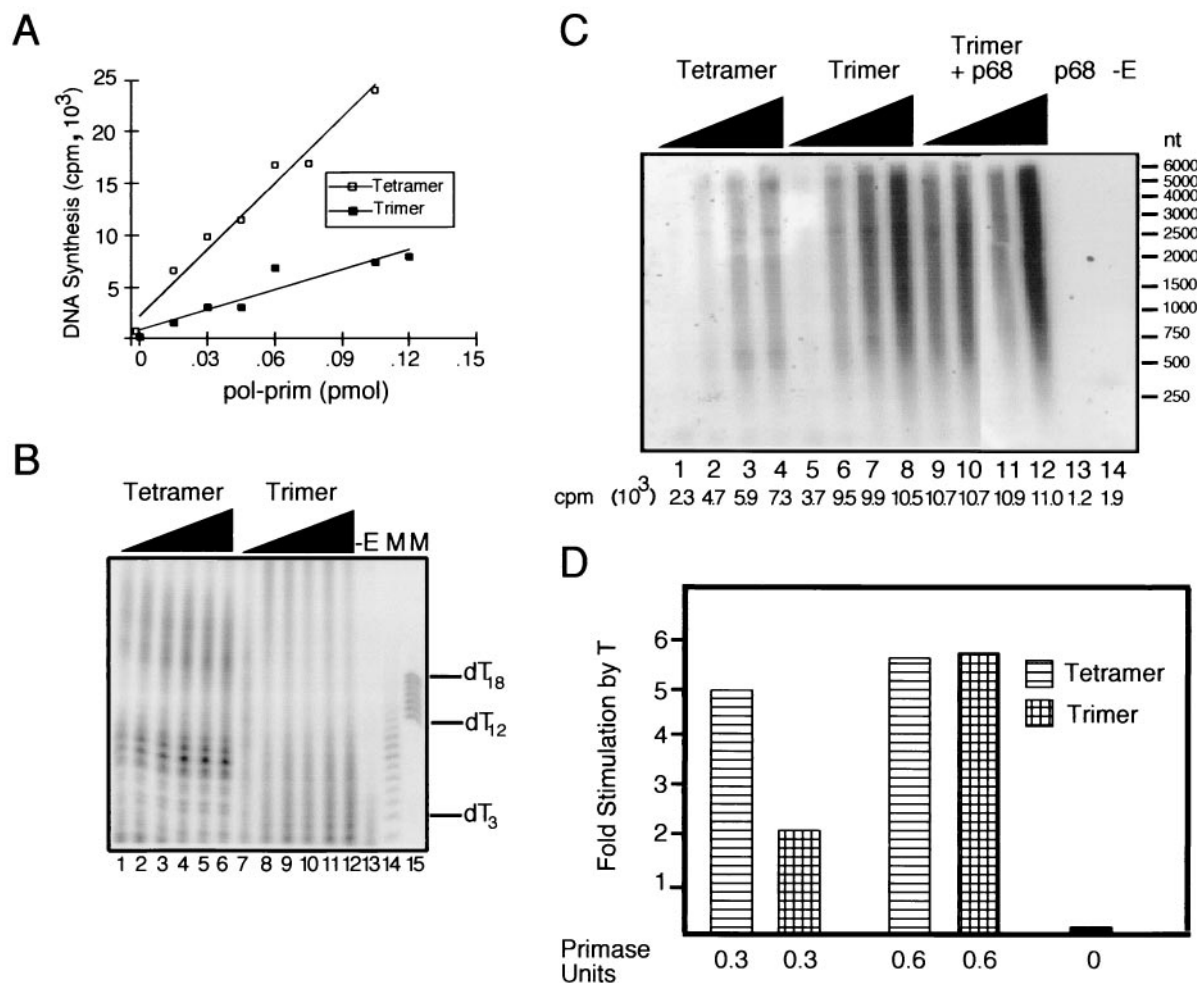 A
DNA Synthesis (cpm, 10³)
25
20
15
10
5
Tetramer
Trimer
0 .03 .06 .09 .12 .15
pol-prim (pmol)
B
Tetramer Trimer
-E M M
dT18
dT12
dT3
1 2 3 4 5 6 7 8 9 10 11 12 13 14 15
C
Tetramer Trimer Trimer + p68 p68 -E
nt
6000
5000
4000
3000
2500
2000
1500
1000
750
500
250
1 2 3 4 5 6 7 8 9 10 11 12 13 14
cpm (10³) 2.3 4.7 5.9 7.3 3.7 9.5 9.9 10.5 10.7 10.7 10.9 11.0 1.2 1.9
D
Fold Stimulation by T
6
5
4
3
2
1
Tetramer
Trimer
Primase Units 0.3 0.3 0.6 0.6 0